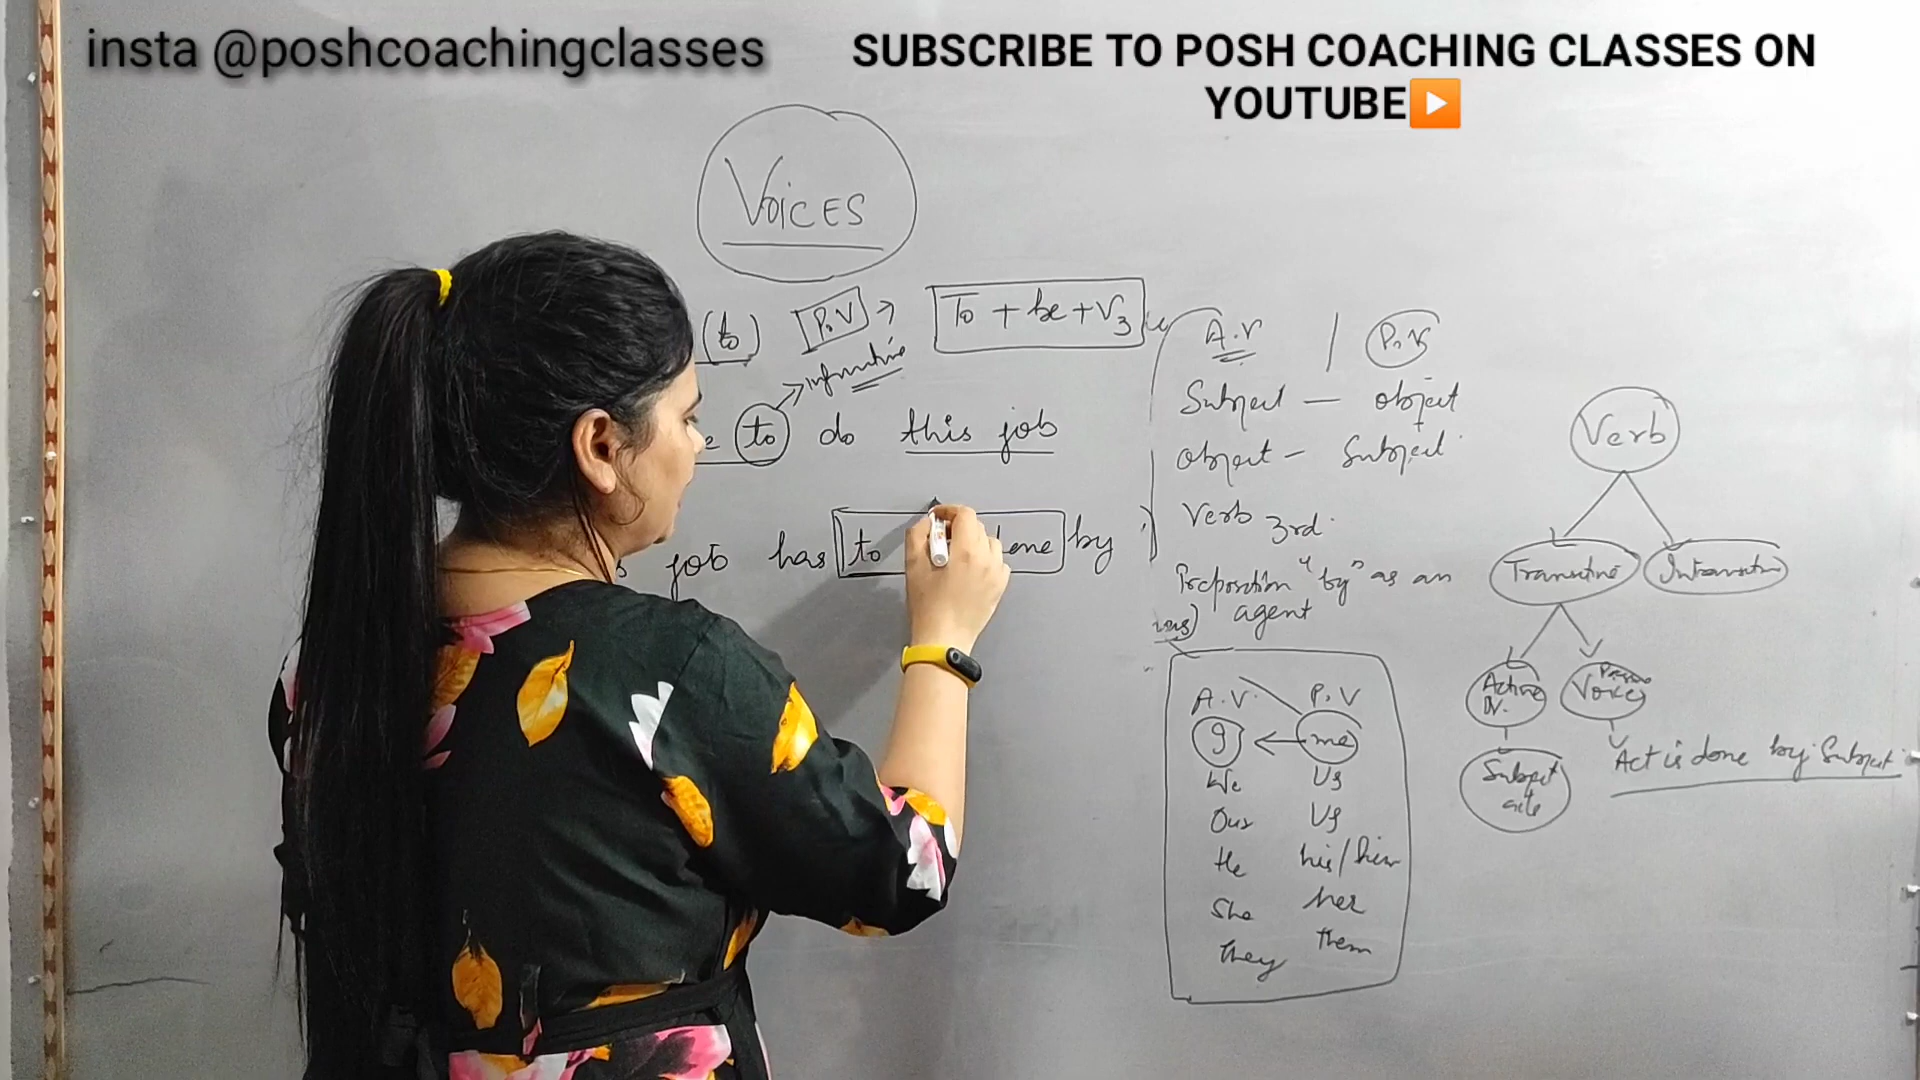 insta @poshcoachingclasses
SUBSCRIBE TO POSH COACHING CLASSES ON
YOUTUBE
VOICES
(to) P.V → To + be + V3
infinitive
to do this job
job has to done by
A.V | P.V
Subject — object
object — Subject
Verb 3rd.
Preposition "by" as an
agent
A.V. P.V
I ← me
We Us
Our Us
He his/him
She her
They them
Verb
Transitive Intransitive
Active V. Passive Voice
Subject acts
Act is done by Subject